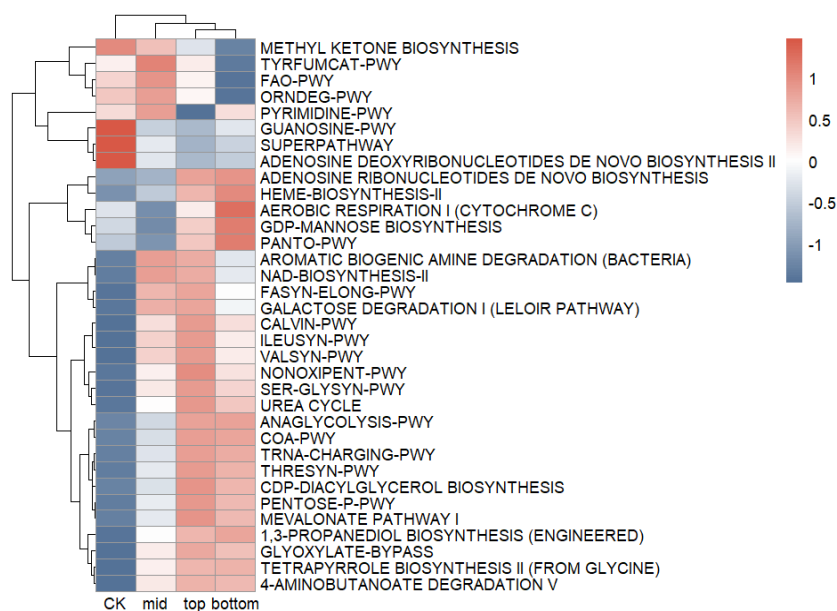 METHYL KETONE BIOSYNTHESIS
TYRFUMCAT-PWY
FAO-PWY
ORNDEG-PWY
PYRIMIDINE-PWY
GUANOSINE-PWY
SUPERPATHWAY
ADENOSINE DEOXYRIBONUCLEOTIDES DE NOVO BIOSYNTHESIS II
ADENOSINE RIBONUCLEOTIDES DE NOVO BIOSYNTHESIS
HEME-BIOSYNTHESIS-II
AEROBIC RESPIRATION I (CYTOCHROME C)
GDP-MANNOSE BIOSYNTHESIS
PANTO-PWY
AROMATIC BIOGENIC AMINE DEGRADATION (BACTERIA)
NAD-BIOSYNTHESIS-II
FASYN-ELONG-PWY
GALACTOSE DEGRADATION I (LELOIR PATHWAY)
CALVIN-PWY
ILEUSYN-PWY
VALSYN-PWY
NONOXIPENT-PWY
SER-GLYSYN-PWY
UREA CYCLE
ANAGLYCOLYSIS-PWY
COA-PWY
TRNA-CHARGING-PWY
THRESYN-PWY
CDP-DIACYLGLYCEROL BIOSYNTHESIS
PENTOSE-P-PWY
MEVALONATE PATHWAY I
1,3-PROPANEDIOL BIOSYNTHESIS (ENGINEERED)
GLYOXYLATE-BYPASS
TETRAPYRROLE BIOSYNTHESIS II (FROM GLYCINE)
4-AMINOBUTANOATE DEGRADATION V
CK mid top bottom
1
0.5
0
-0.5
-1